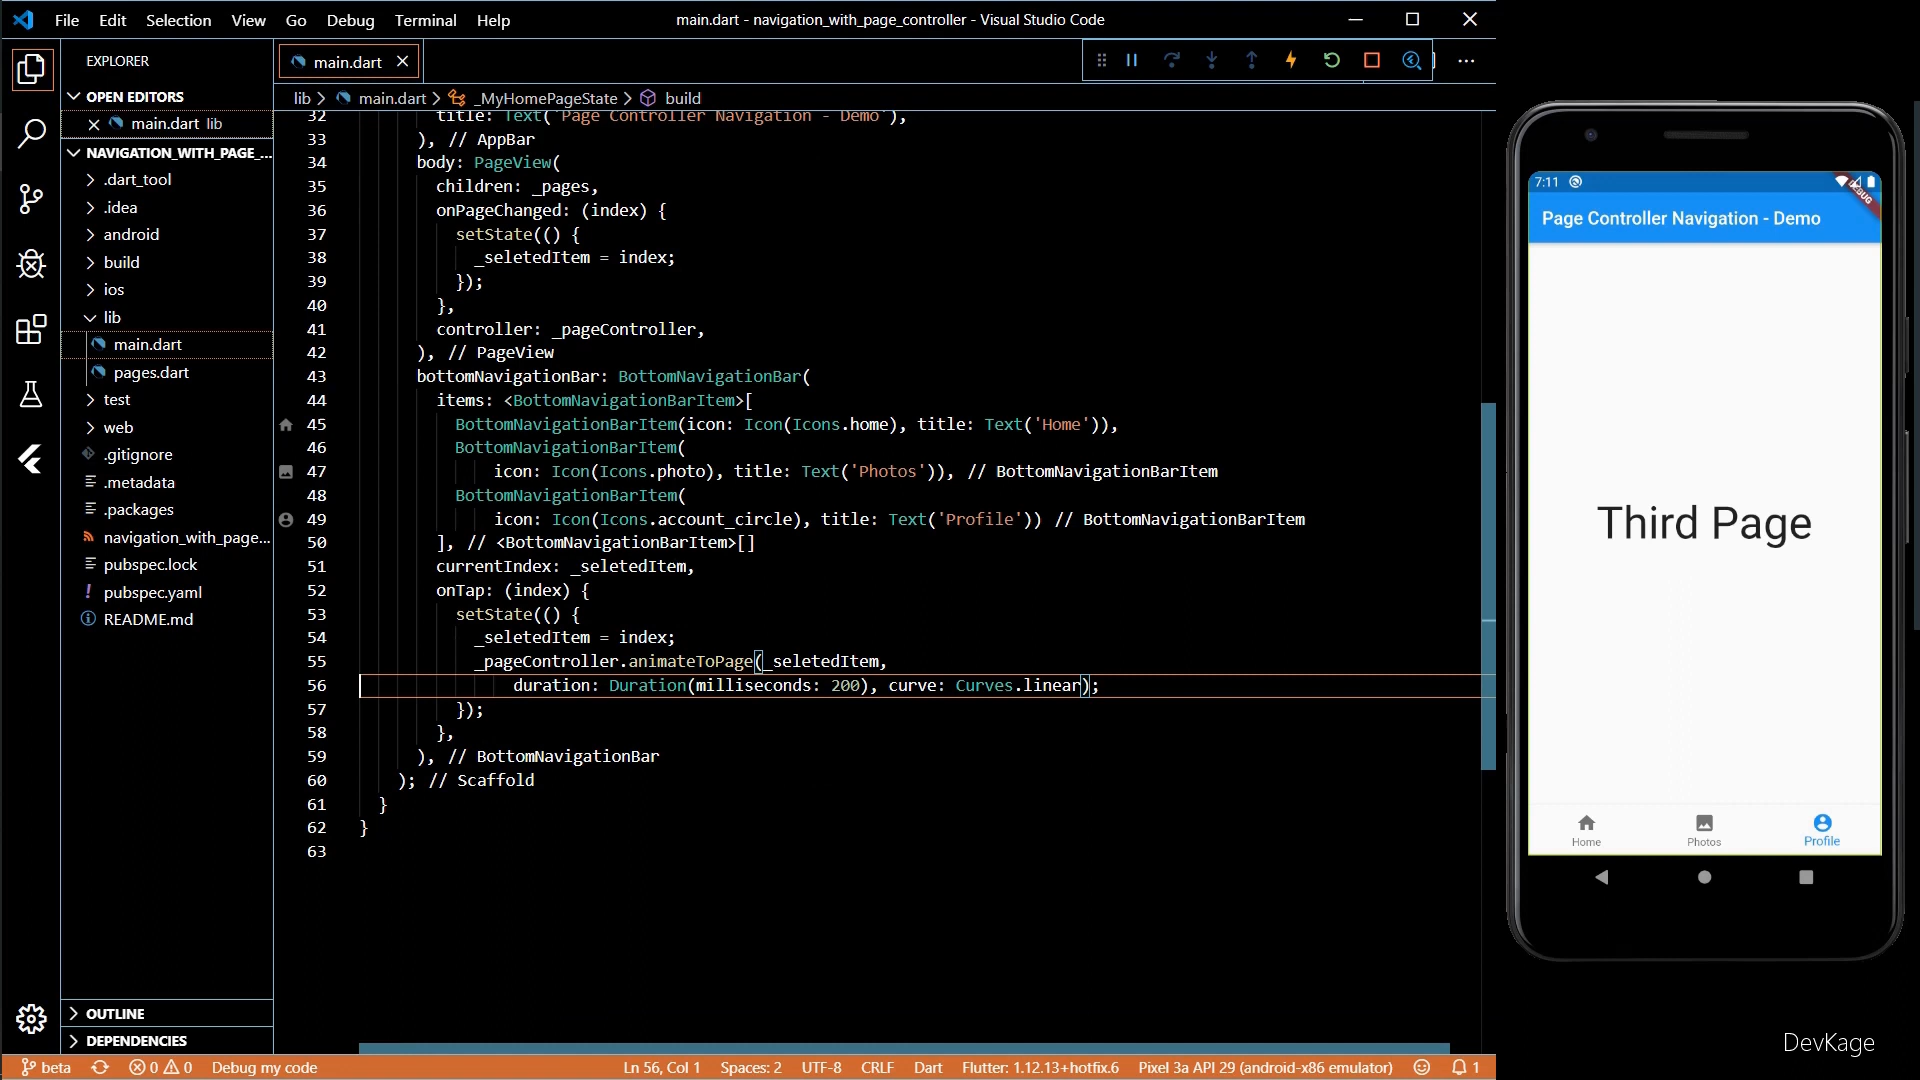 File Edit Selection View Go Debug Terminal Help
main.dart - navigation_with_page_controller - Visual Studio Code
EXPLORER
OPEN EDITORS
main.dart lib
NAVIGATION_WITH_PAGE_...
.dart_tool
.idea
android
build
ios
lib
main.dart
pages.dart
test
web
.gitignore
.metadata
.packages
navigation_with_page...
pubspec.lock
pubspec.yaml
README.md
OUTLINE
DEPENDENCIES
main.dart
lib > main.dart > _MyHomePageState > build
32 title: Text('Page Controller Navigation - Demo'),
33 ), // AppBar
34 body: PageView(
35 children: _pages,
36 onPageChanged: (index) {
37 setState(() {
38 _seletedItem = index;
39 });
40 },
41 controller: _pageController,
42 ), // PageView
43 bottomNavigationBar: BottomNavigationBar(
44 items: <BottomNavigationBarItem>[
45 BottomNavigationBarItem(icon: Icon(Icons.home), title: Text('Home')),
46 BottomNavigationBarItem(
47 icon: Icon(Icons.photo), title: Text('Photos')), // BottomNavigationBarItem
48 BottomNavigationBarItem(
49 icon: Icon(Icons.account_circle), title: Text('Profile')) // BottomNavigationBarItem
50 ], // <BottomNavigationBarItem>[]
51 currentIndex: _seletedItem,
52 onTap: (index) {
53 setState(() {
54 _seletedItem = index;
55 _pageController.animateToPage(_seletedItem,
56 duration: Duration(milliseconds: 200), curve: Curves.linear);
57 });
58 },
59 ), // BottomNavigationBar
60 ); // Scaffold
61 }
62 }
63
beta 0 0 Debug my code Ln 56, Col 1 Spaces: 2 UTF-8 CRLF Dart Flutter: 1.12.13+hotfix.6 Pixel 3a API 29 (android-x86 emulator) 1
7:11
DEBUG
Page Controller Navigation - Demo
Third Page
Home Photos Profile
DevKage